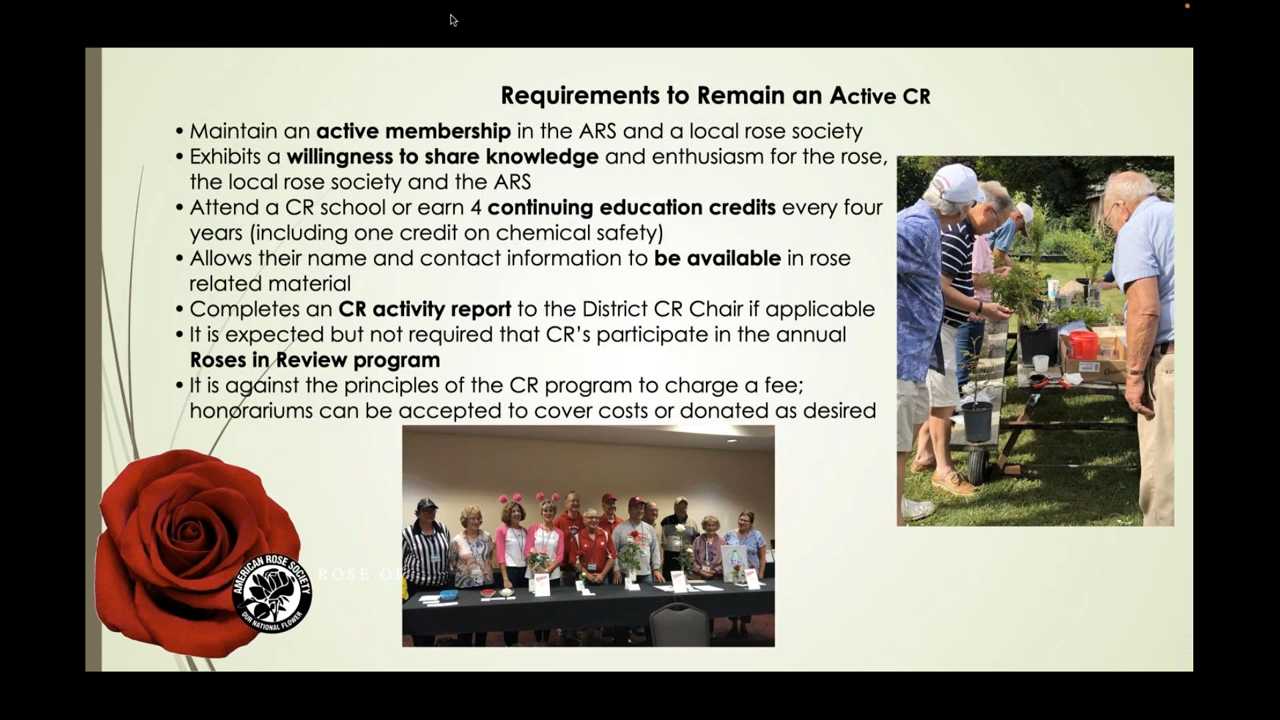 Requirements to Remain an Active CR
• Maintain an active membership in the ARS and a local rose society
• Exhibits a willingness to share knowledge and enthusiasm for the rose,
the local rose society and the ARS
• Attend a CR school or earn 4 continuing education credits every four
years (including one credit on chemical safety)
• Allows their name and contact information to be available in rose
related material
• Completes an CR activity report to the District CR Chair if applicable
• It is expected but not required that CR's participate in the annual
Roses in Review program
• It is against the principles of the CR program to charge a fee;
honorariums can be accepted to cover costs or donated as desired
AMERICAN ROSE SOCIETY
OUR NATIONAL FLOWER
ROSE.O